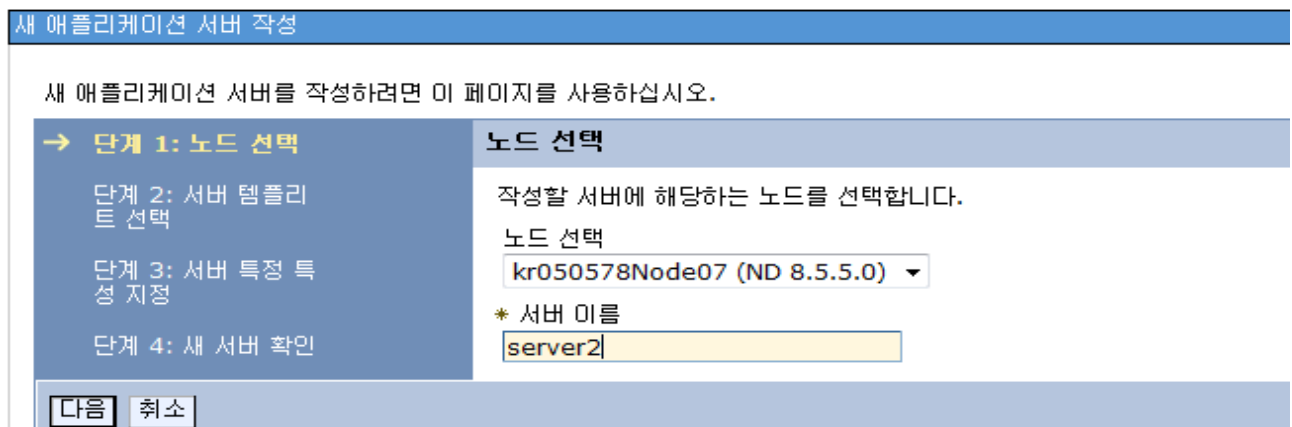 새 애플리케이션 서버 작성
새 애플리케이션 서버를 작성하려면 이 페이지를 사용하십시오.
→ 단계 1: 노드 선택
단계 2: 서버 템플리
트 선택
단계 3: 서버 특정 특
성 지정
단계 4: 새 서버 확인
노드 선택
작성할 서버에 해당하는 노드를 선택합니다.
노드 선택
kr050578Node07 (ND 8.5.5.0)
* 서버 이름
server2
다음 취소